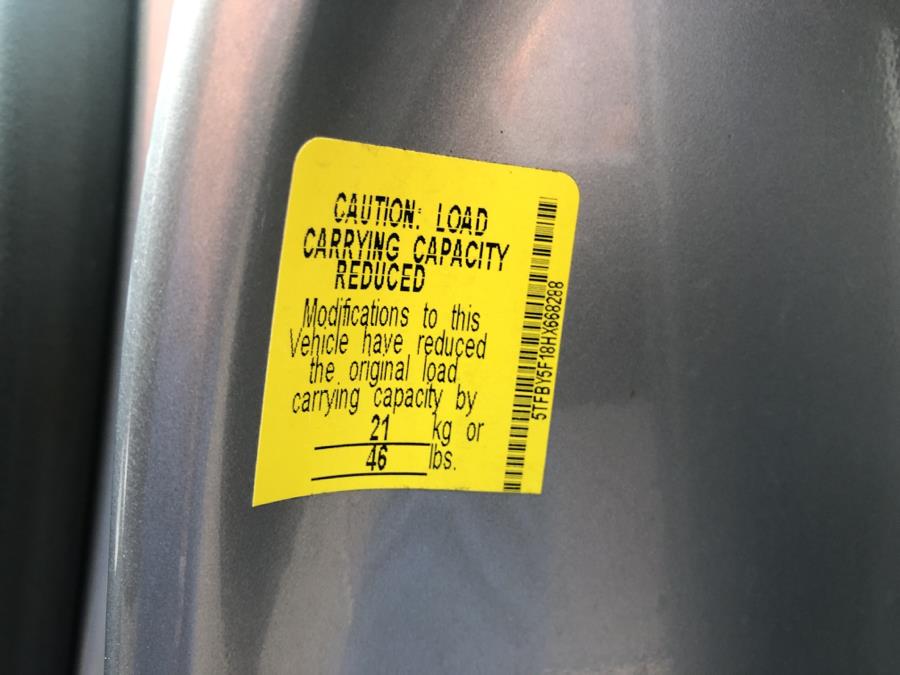 CAUTION: LOAD
CARRYING CAPACITY
REDUCED
Modifications to this
Vehicle have reduced
the original load
carrying capacity by
21 kg or
46 lbs.
5TFBY5F18HX668288